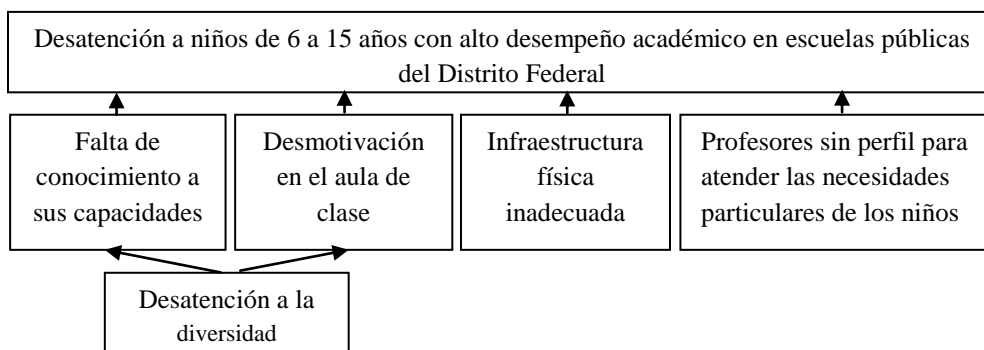 Desatención a niños de 6 a 15 años con alto desempeño académico en escuelas públicas
del Distrito Federal
Falta de
conocimiento a
sus capacidades
Desmotivación
en el aula de
clase
Infraestructura
física
inadecuada
Profesores sin perfil para
atender las necesidades
particulares de los niños
Desatención a la
diversidad